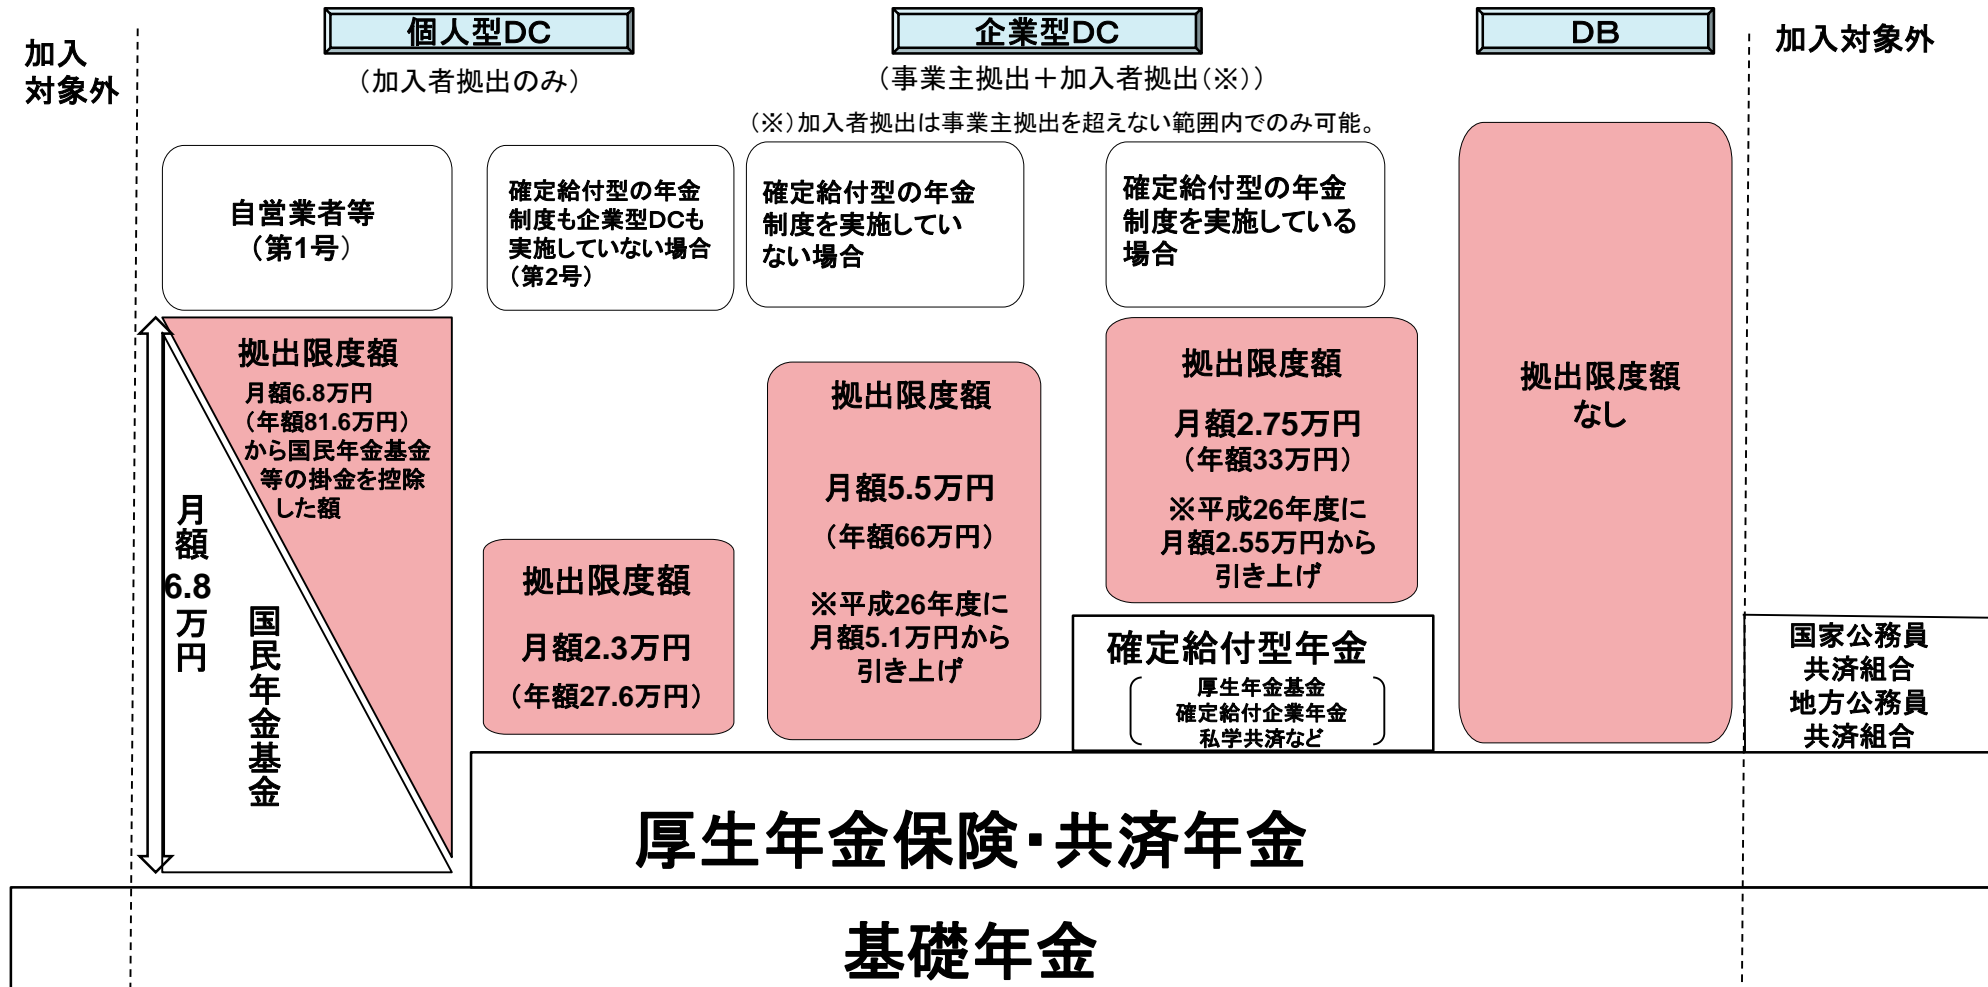 加入
対象外
個人型DC
（加入者拠出のみ）
企業型DC
（事業主拠出＋加入者拠出（※））
（※）加入者拠出は事業主拠出を超えない範囲内でのみ可能。
DB
加入対象外
自営業者等
（第1号）
確定給付型の年金
制度も企業型DCも
実施していない場合
（第2号）
確定給付型の年金
制度を実施してい
ない場合
確定給付型の年金
制度を実施している
場合
拠出限度額
月額6.8万円
（年額81.6万円）
から国民年金基金
等の掛金を控除
した額
月額
6.8
万円
国民年金基金
拠出限度額
月額2.3万円
（年額27.6万円）
拠出限度額
月額5.5万円
（年額66万円）
※平成26年度に
月額5.1万円から
引き上げ
拠出限度額
月額2.75万円
（年額33万円）
※平成26年度に
月額2.55万円から
引き上げ
確定給付型年金
厚生年金基金
確定給付企業年金
私学共済など
拠出限度額
なし
国家公務員
共済組合
地方公務員
共済組合
厚生年金保険・共済年金
基礎年金